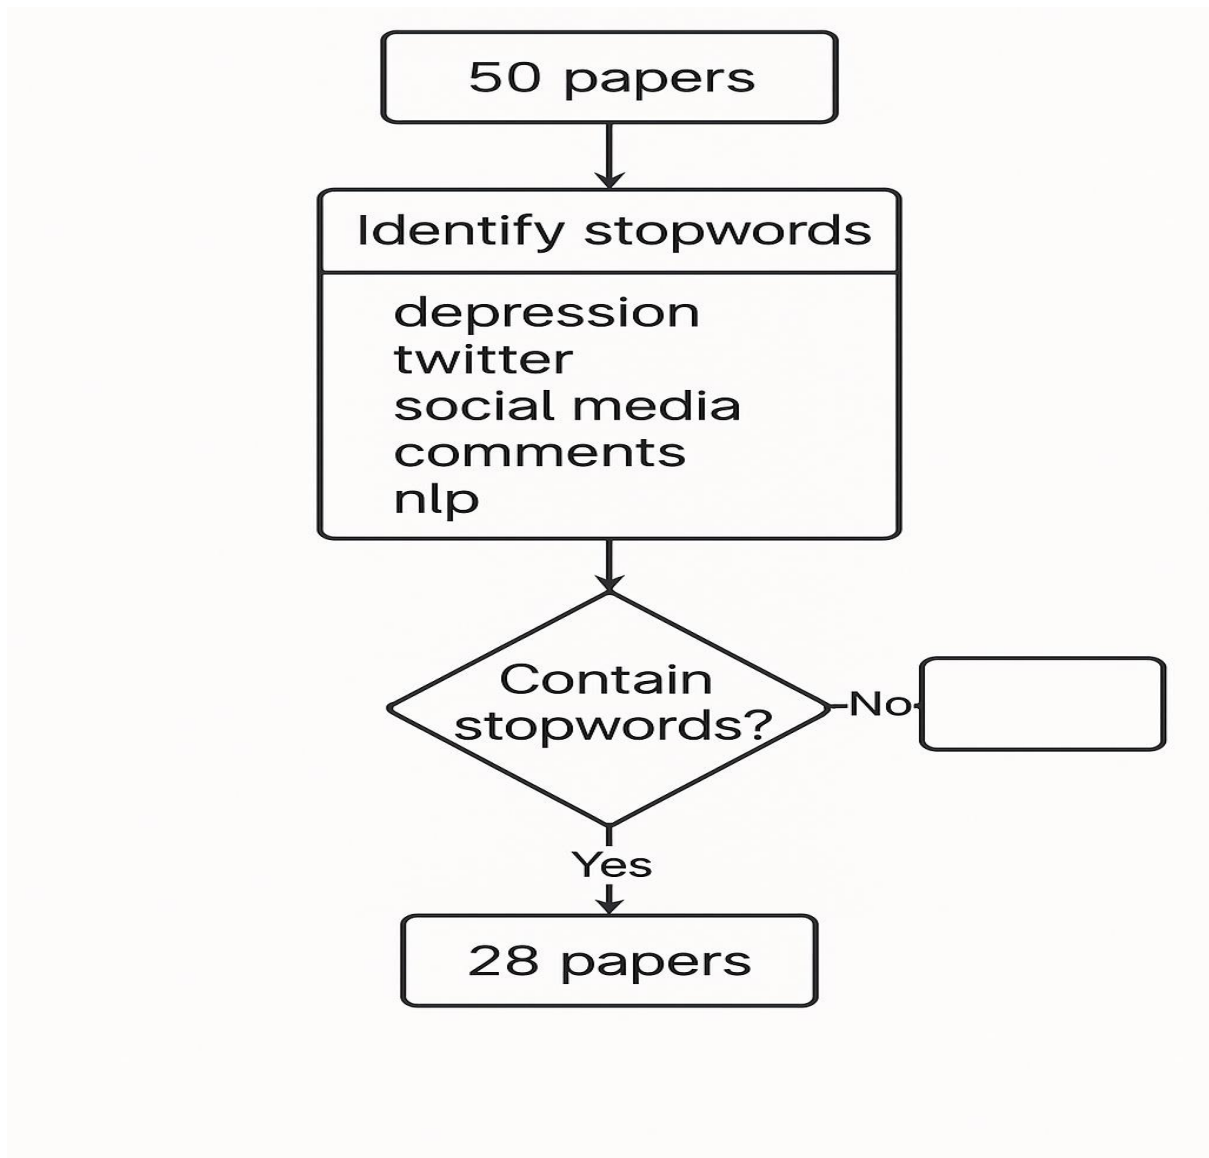 50 papers
Identify stopwords
depression
twitter
social media
comments
nlp
Contain
stopwords?
No
Yes
28 papers